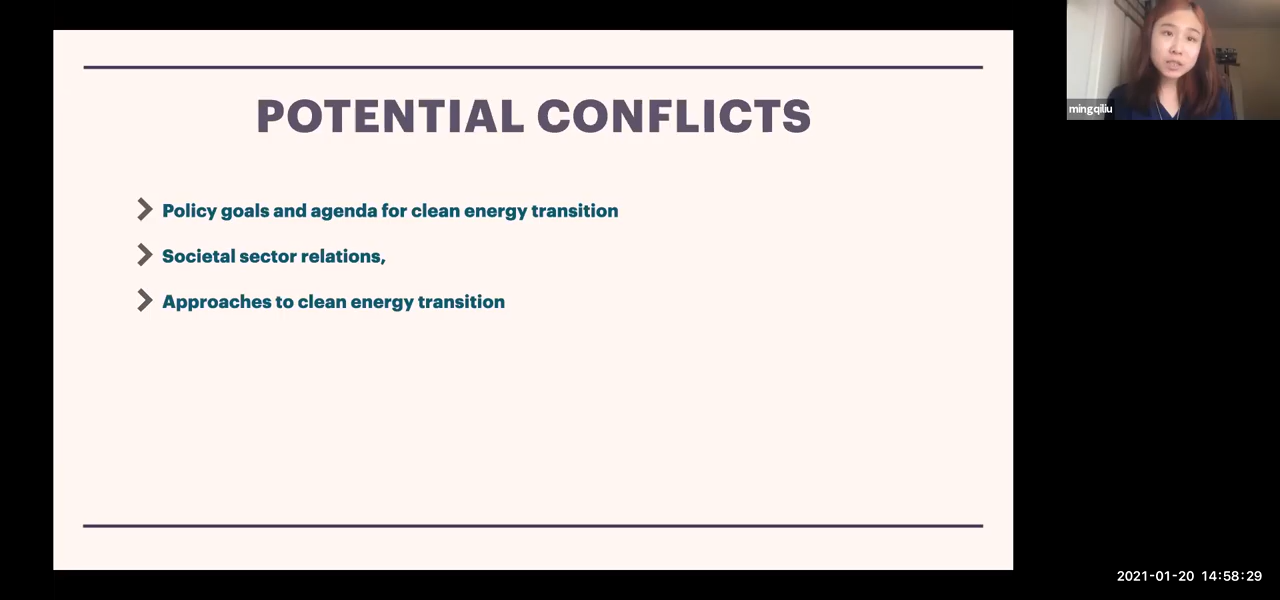 POTENTIAL CONFLICTS
Policy goals and agenda for clean energy transition
Societal sector relations,
Approaches to clean energy transition
mingqiliu
2021-01-20 14:58:29